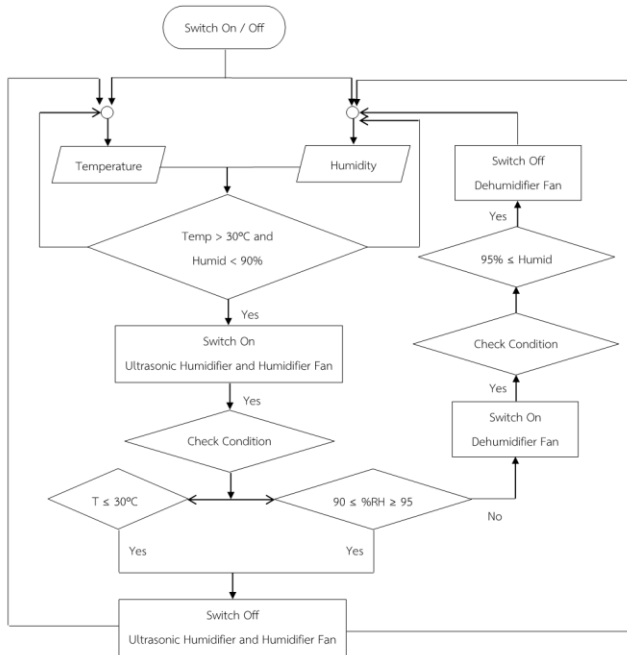 Switch On / Off
Temperature
Humidity
Temp > 30ºC and
Humid < 90%
Yes
Switch On
Ultrasonic Humidifier and Humidifier Fan
Yes
Check Condition
T ≤ 30ºC
90 ≤ %RH ≥ 95
Yes
Yes
No
Switch Off
Ultrasonic Humidifier and Humidifier Fan
Switch On
Dehumidifier Fan
Yes
Check Condition
95% ≤ Humid
Yes
Switch Off
Dehumidifier Fan